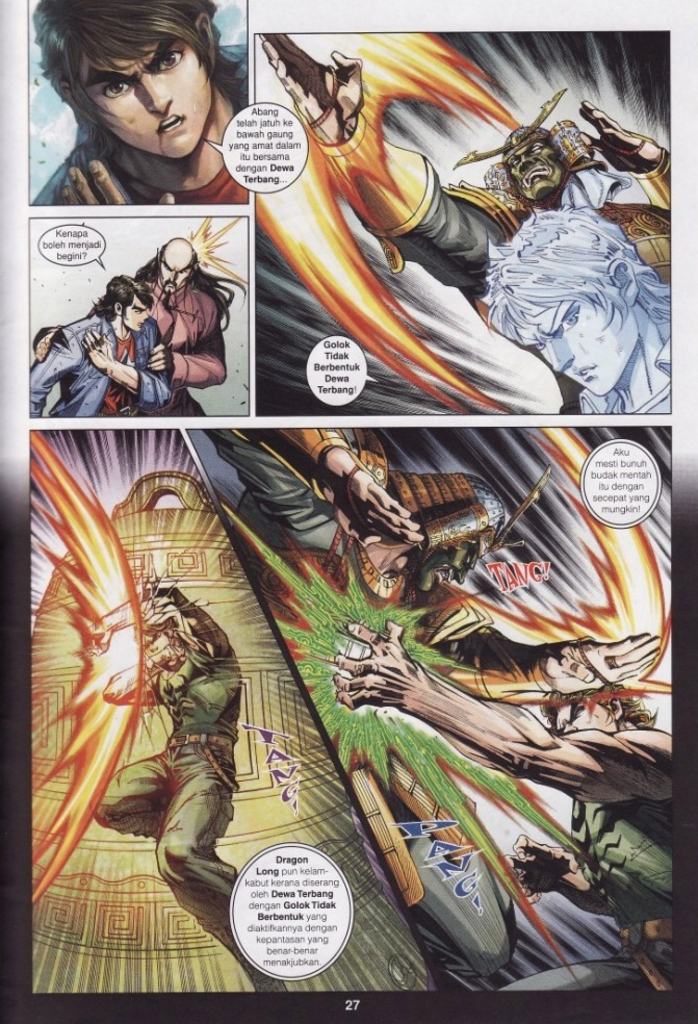 Abang
telah jatuh ke
bawah gaung
yang amat dalam
itu bersama
dengan Dewa
Terbang...
Kenapa
boleh menjadi
begini?
Golok
Tidak
Berbentuk
Dewa
Terbang!
Aku
mesti bunuh
budak mentah
itu dengan
secepat yang
mungkin!
TANG!
TANG!
PANG!
Dragon
Long pun kelam-
kabut kerana diserang
oleh Dewa Terbang
dengan Golok Tidak
Berbentuk yang
diaktifkannya dengan
kepantasan yang
benar-benar
menakjubkan.
27